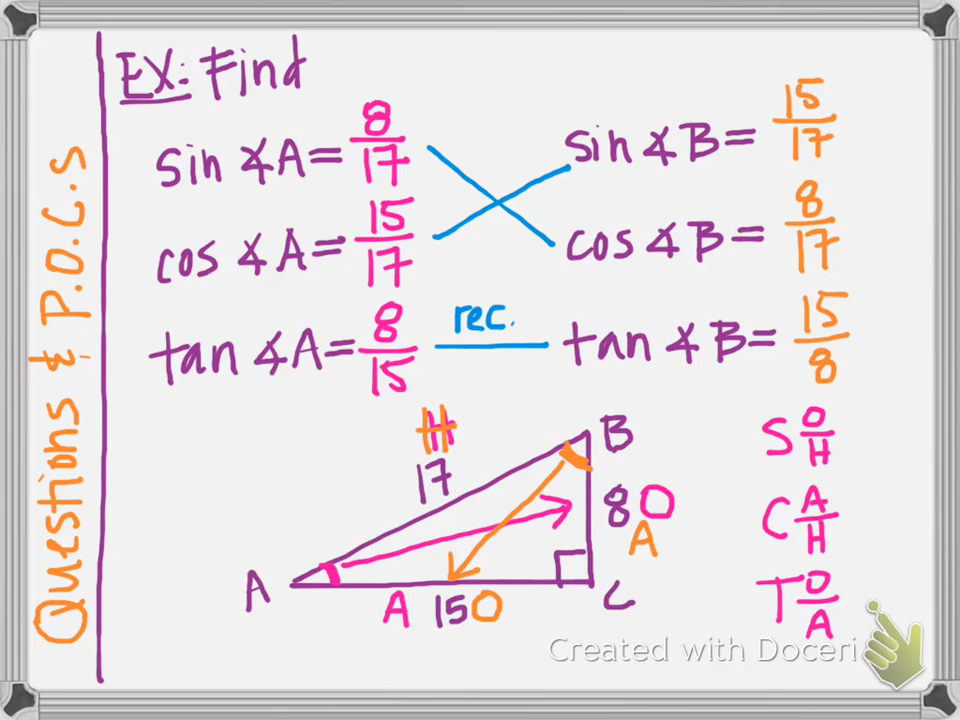 Questions & P.O.C.s
EX: Find
sin ∡A = 8/17
sin ∡B = 15/17
cos ∡A = 15/17
cos ∡B = 8/17
tan ∡A = 8/15
rec.
tan ∡B = 15/8
H
17
B
8 O
A
A
A 15 O
C
S O/H
C A/H
T O/A
Created with Doceri